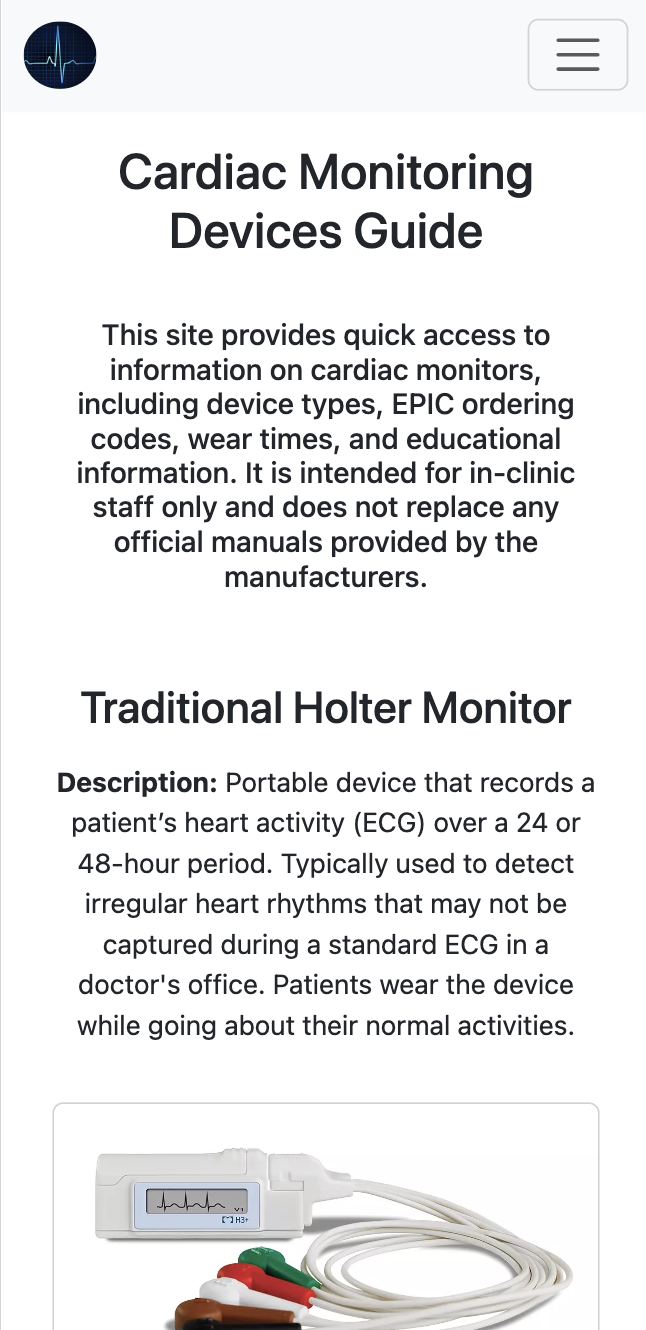 Cardiac Monitoring
Devices Guide
This site provides quick access to
information on cardiac monitors,
including device types, EPIC ordering
codes, wear times, and educational
information. It is intended for in-clinic
staff only and does not replace any
official manuals provided by the
manufacturers.
Traditional Holter Monitor
Description: Portable device that records a
patient’s heart activity (ECG) over a 24 or
48-hour period. Typically used to detect
irregular heart rhythms that may not be
captured during a standard ECG in a
doctor's office. Patients wear the device
while going about their normal activities.
V1
H3+